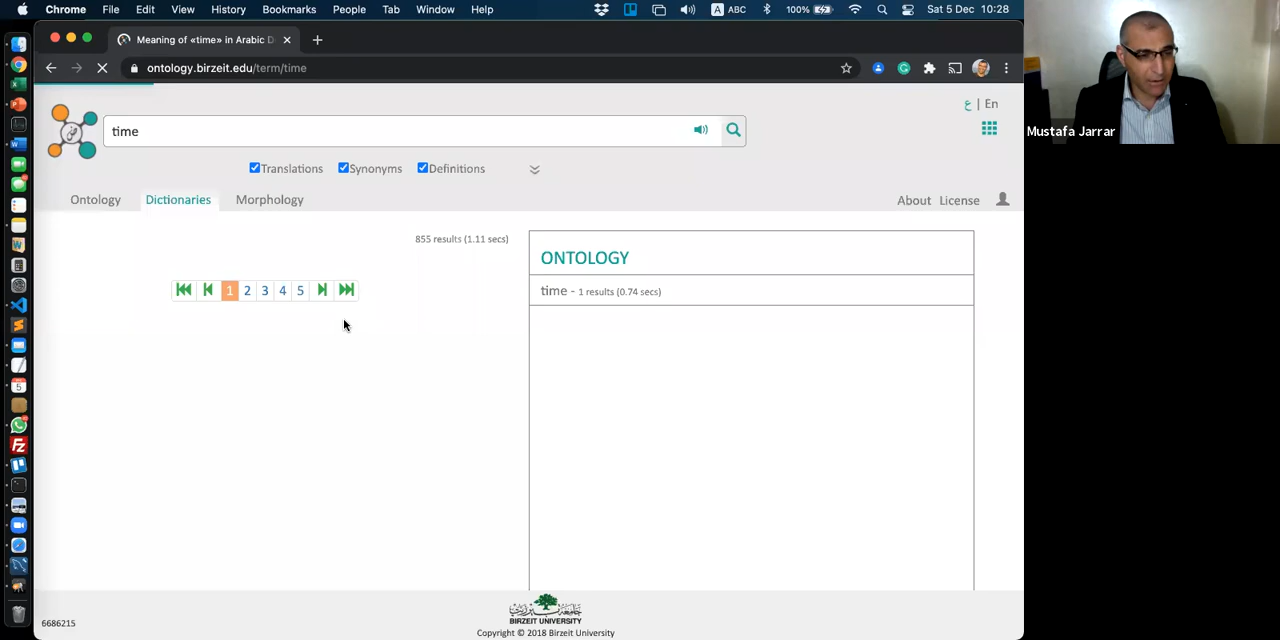 Chrome File Edit View History Bookmarks People Tab Window Help
A ABC 100% Sat 5 Dec 10:28
Meaning of «time» in Arabic D
ontology.birzeit.edu/term/time
ع | En
time
Translations Synonyms Definitions
Ontology Dictionaries Morphology
About License
855 results (1.11 secs)
1 2 3 4 5
ONTOLOGY
time - 1 results (0.74 secs)
BIRZEIT UNIVERSITY
6686215
Copyright © 2018 Birzeit University
Mustafa Jarrar